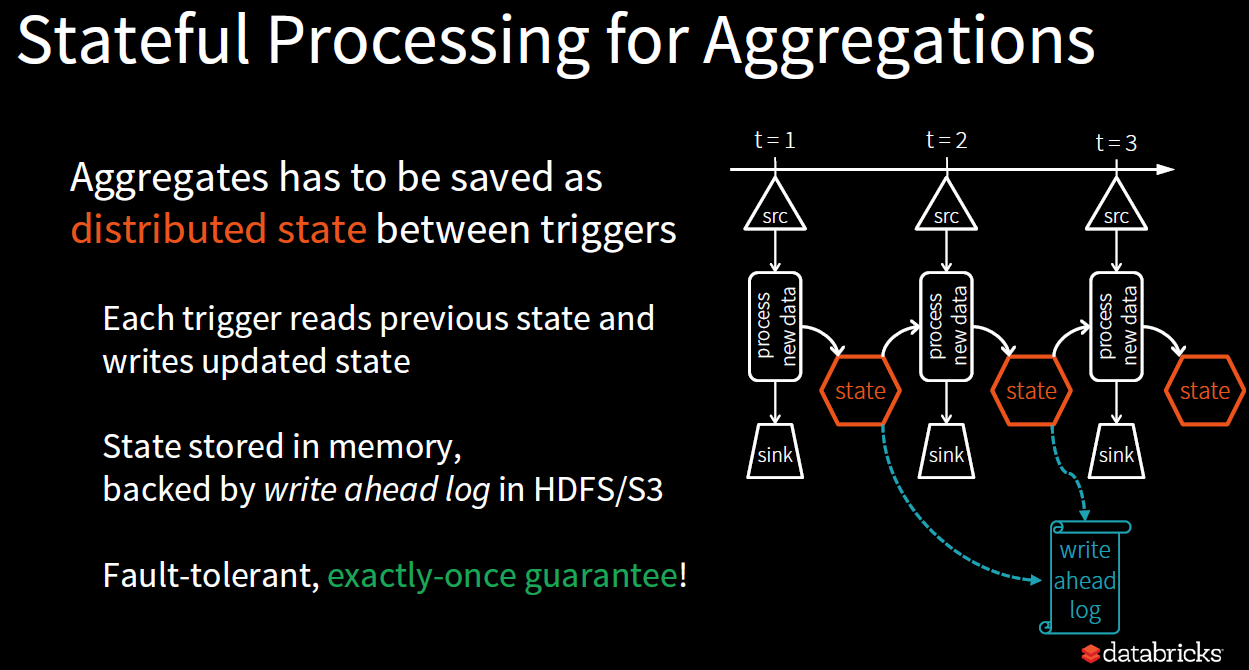 Stateful Processing for Aggregations
Aggregates has to be saved as
distributed state between triggers
Each trigger reads previous state and
writes updated state
State stored in memory,
backed by write ahead log in HDFS/S3
Fault-tolerant, exactly-once guarantee!
t = 1
t = 2
t = 3
src
src
src
process
new data
process
new data
process
new data
state
state
state
sink
sink
sink
write
ahead
log
databricks